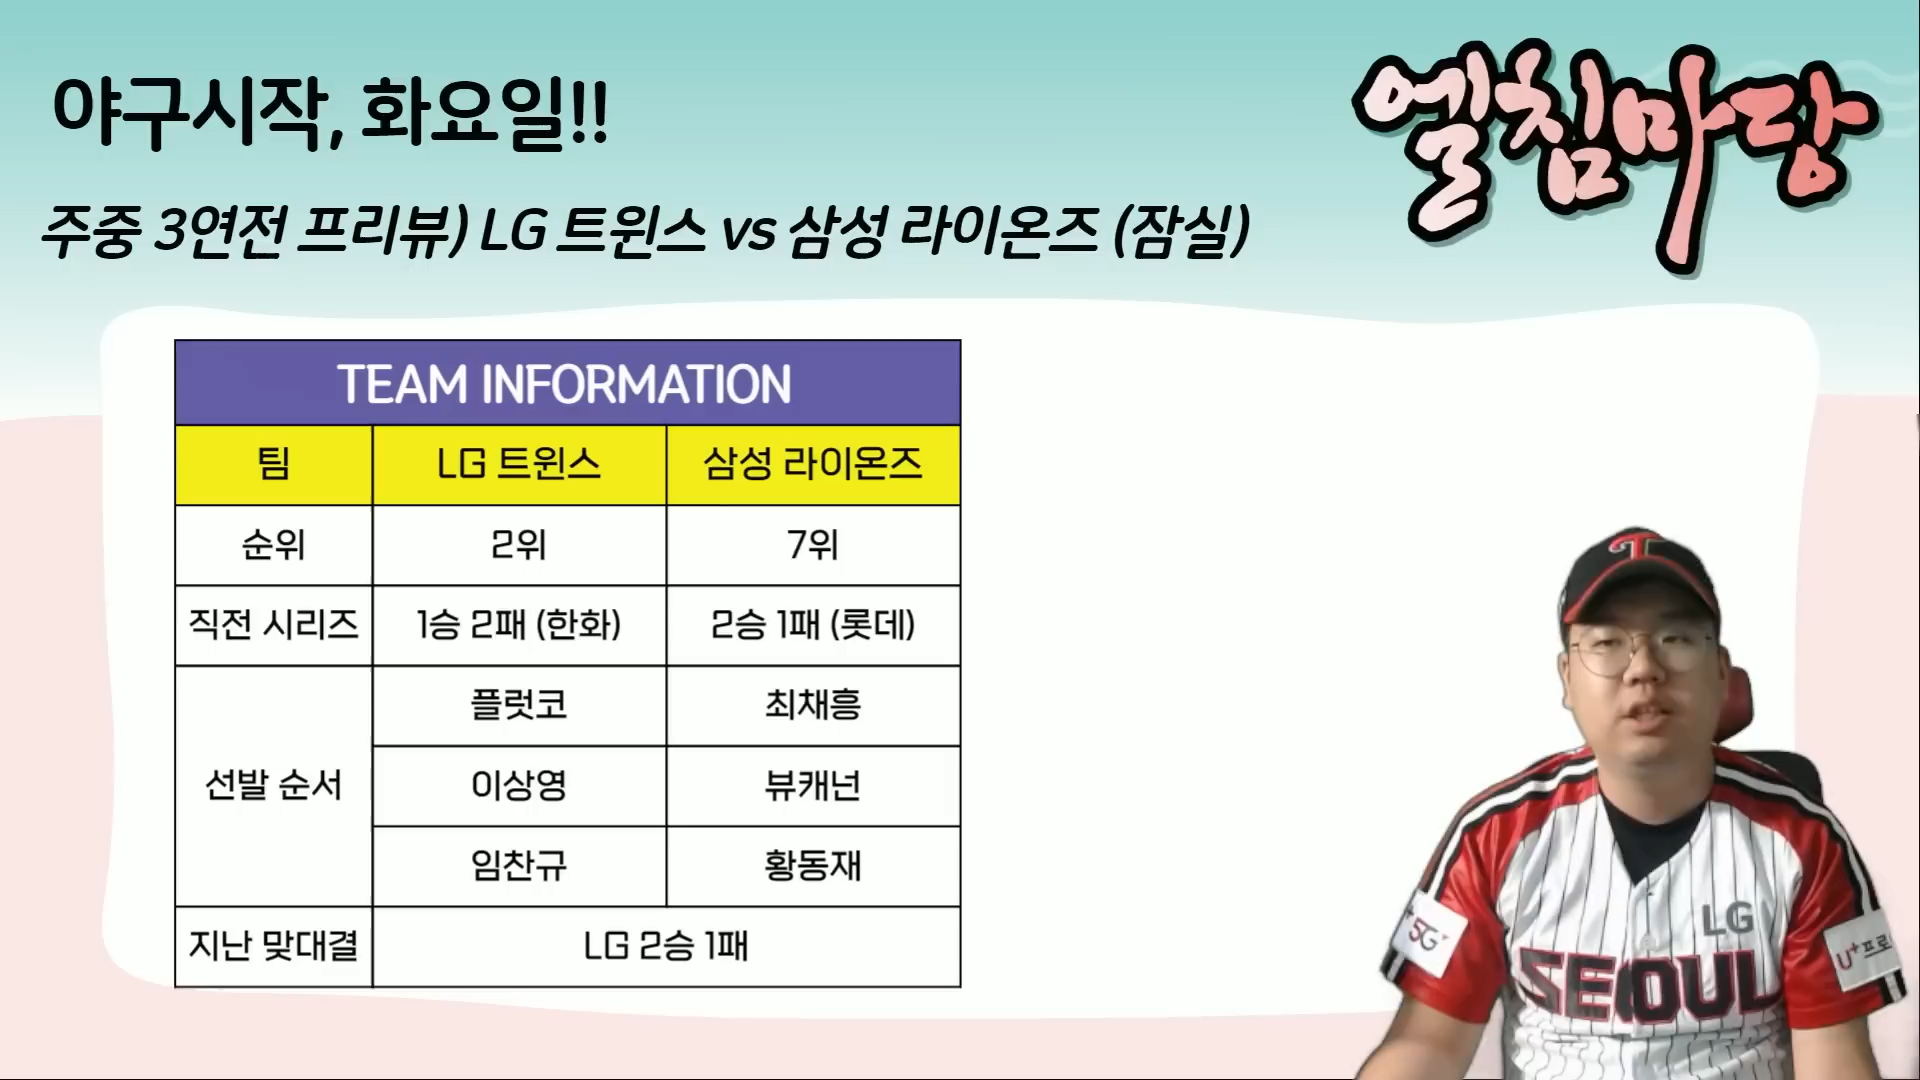 야구시작, 화요일!!
엘침마당
주중 3연전 프리뷰) LG 트윈스 vs 삼성 라이온즈 (잠실)
TEAM INFORMATION
팀 LG 트윈스 삼성 라이온즈
순위 2위 7위
직전 시리즈 1승 2패 (한화) 2승 1패 (롯데)
선발 순서 플럿코 최채흥
이상영 뷰캐넌
임찬규 황동재
지난 맞대결 LG 2승 1패
T
LG
SEOUL
5G
U+프로